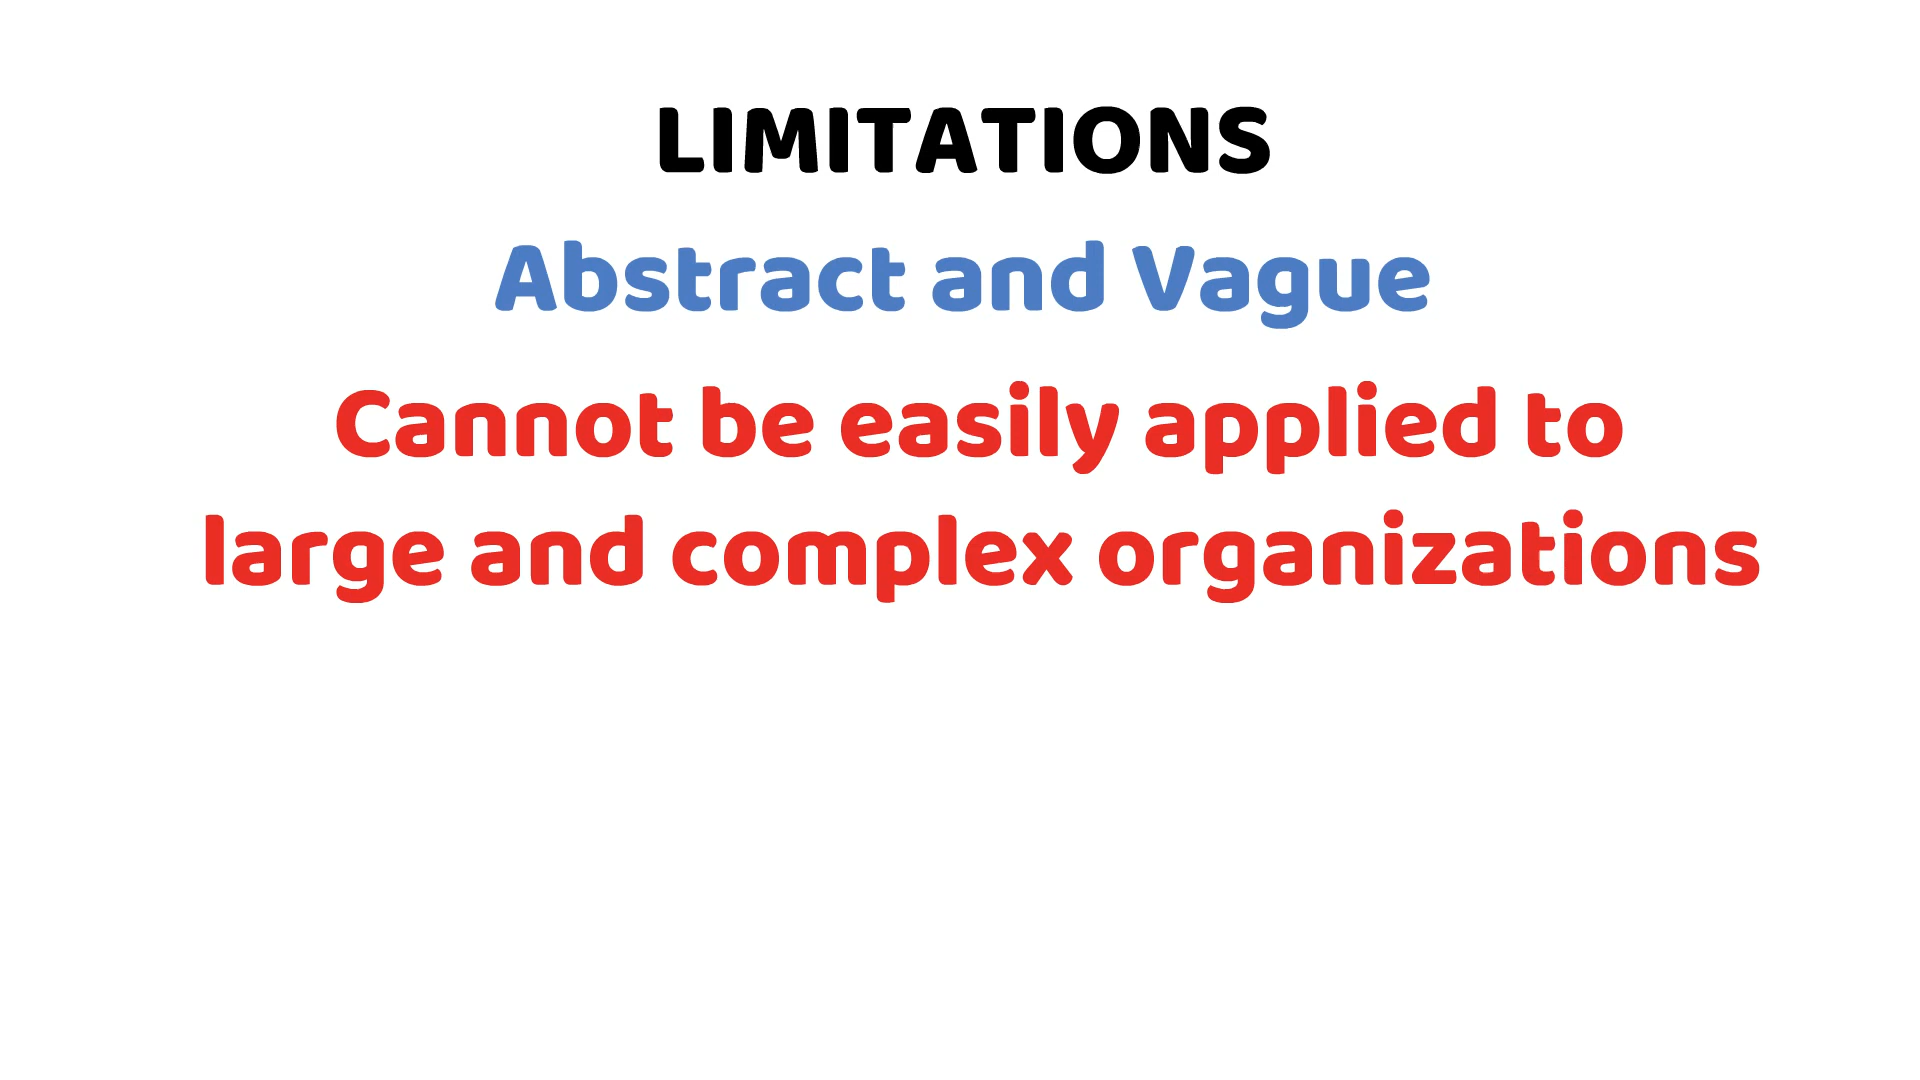 LIMITATIONS
Abstract and Vague
Cannot be easily applied to
large and complex organizations